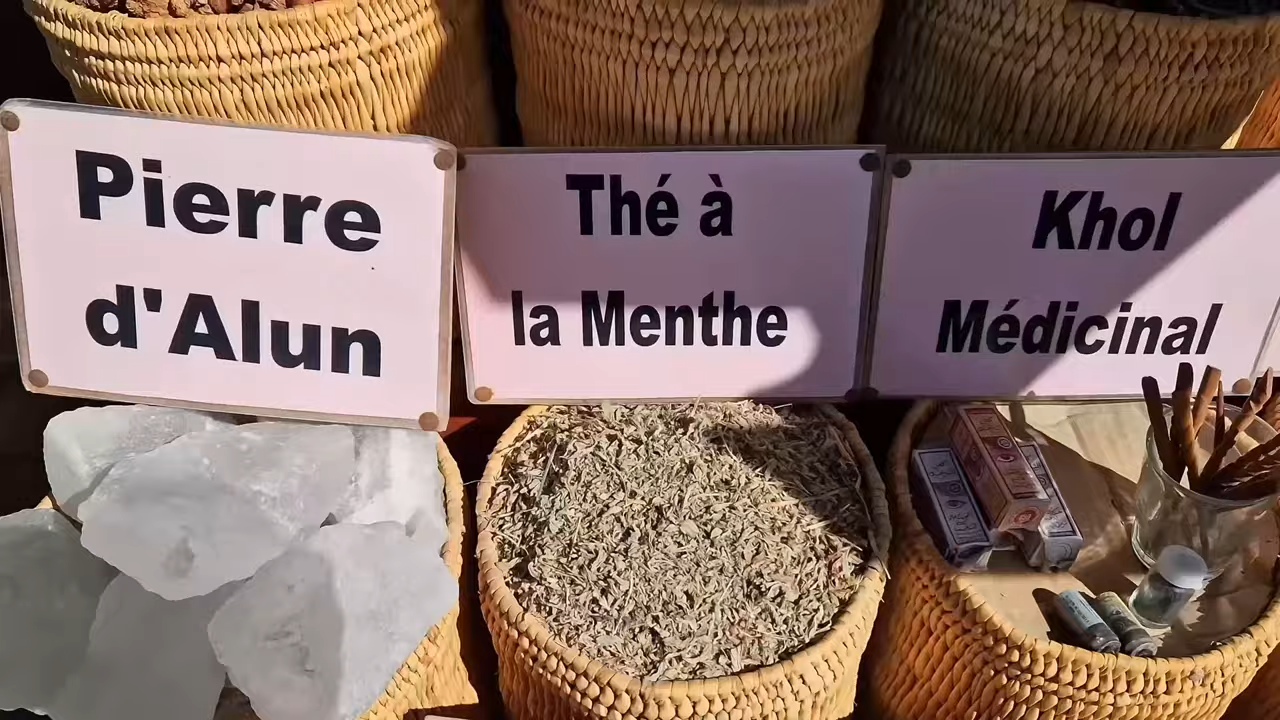 Pierre
d'Alun
Thé à
la Menthe
Khol
Médicinal